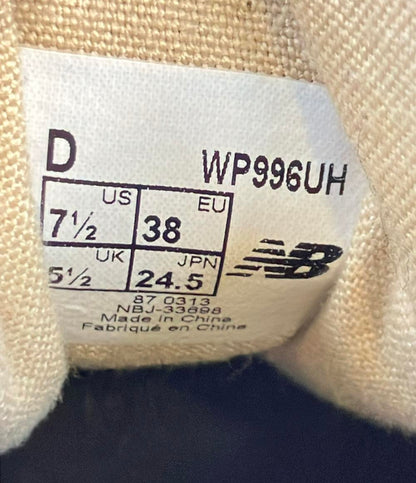 D WP996UH
US EU
7½ 38
UK JPN
5½ 24.5
NB
87 0313
NBJ-33698
Made in China
Fabriqué en Chine